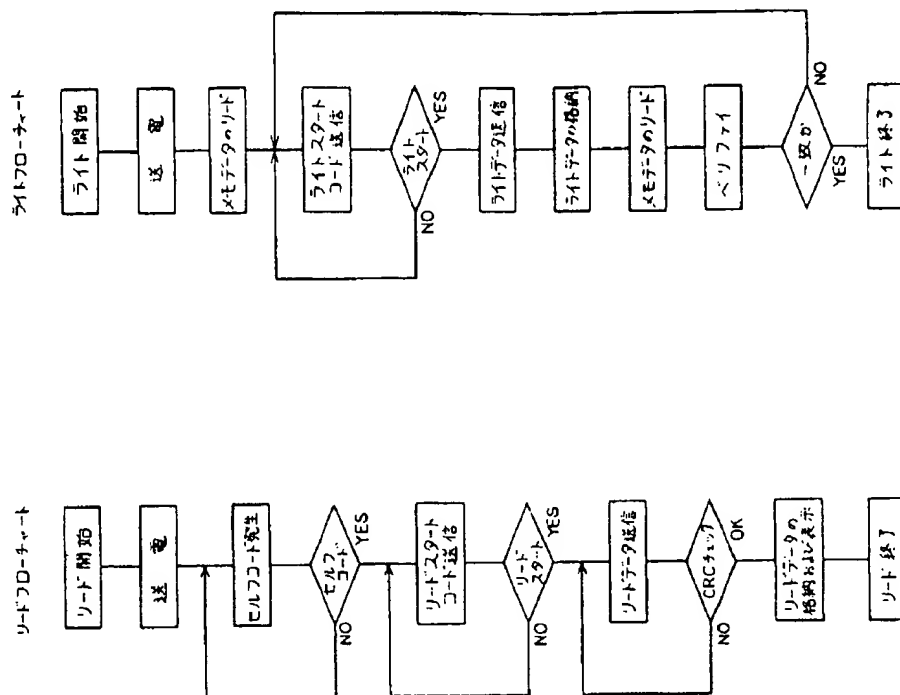 ライトフローチャート
ライト開始
送電
メモデータのリード
ライトスタート
コード送信
ライト
スタート
YES
NO
ライトデータ送信
ライトデータの格納
メモデータのリード
ベリファイ
一致か
NO
YES
ライト終了
リードフローチャート
リード開始
送電
セルフコード発生
セルフ
コード
YES
NO
リードスタート
コード送信
リード
スタート
YES
NO
リードデータ送信
CRCチェック
OK
NO
リードデータの
格納および表示
リード終了